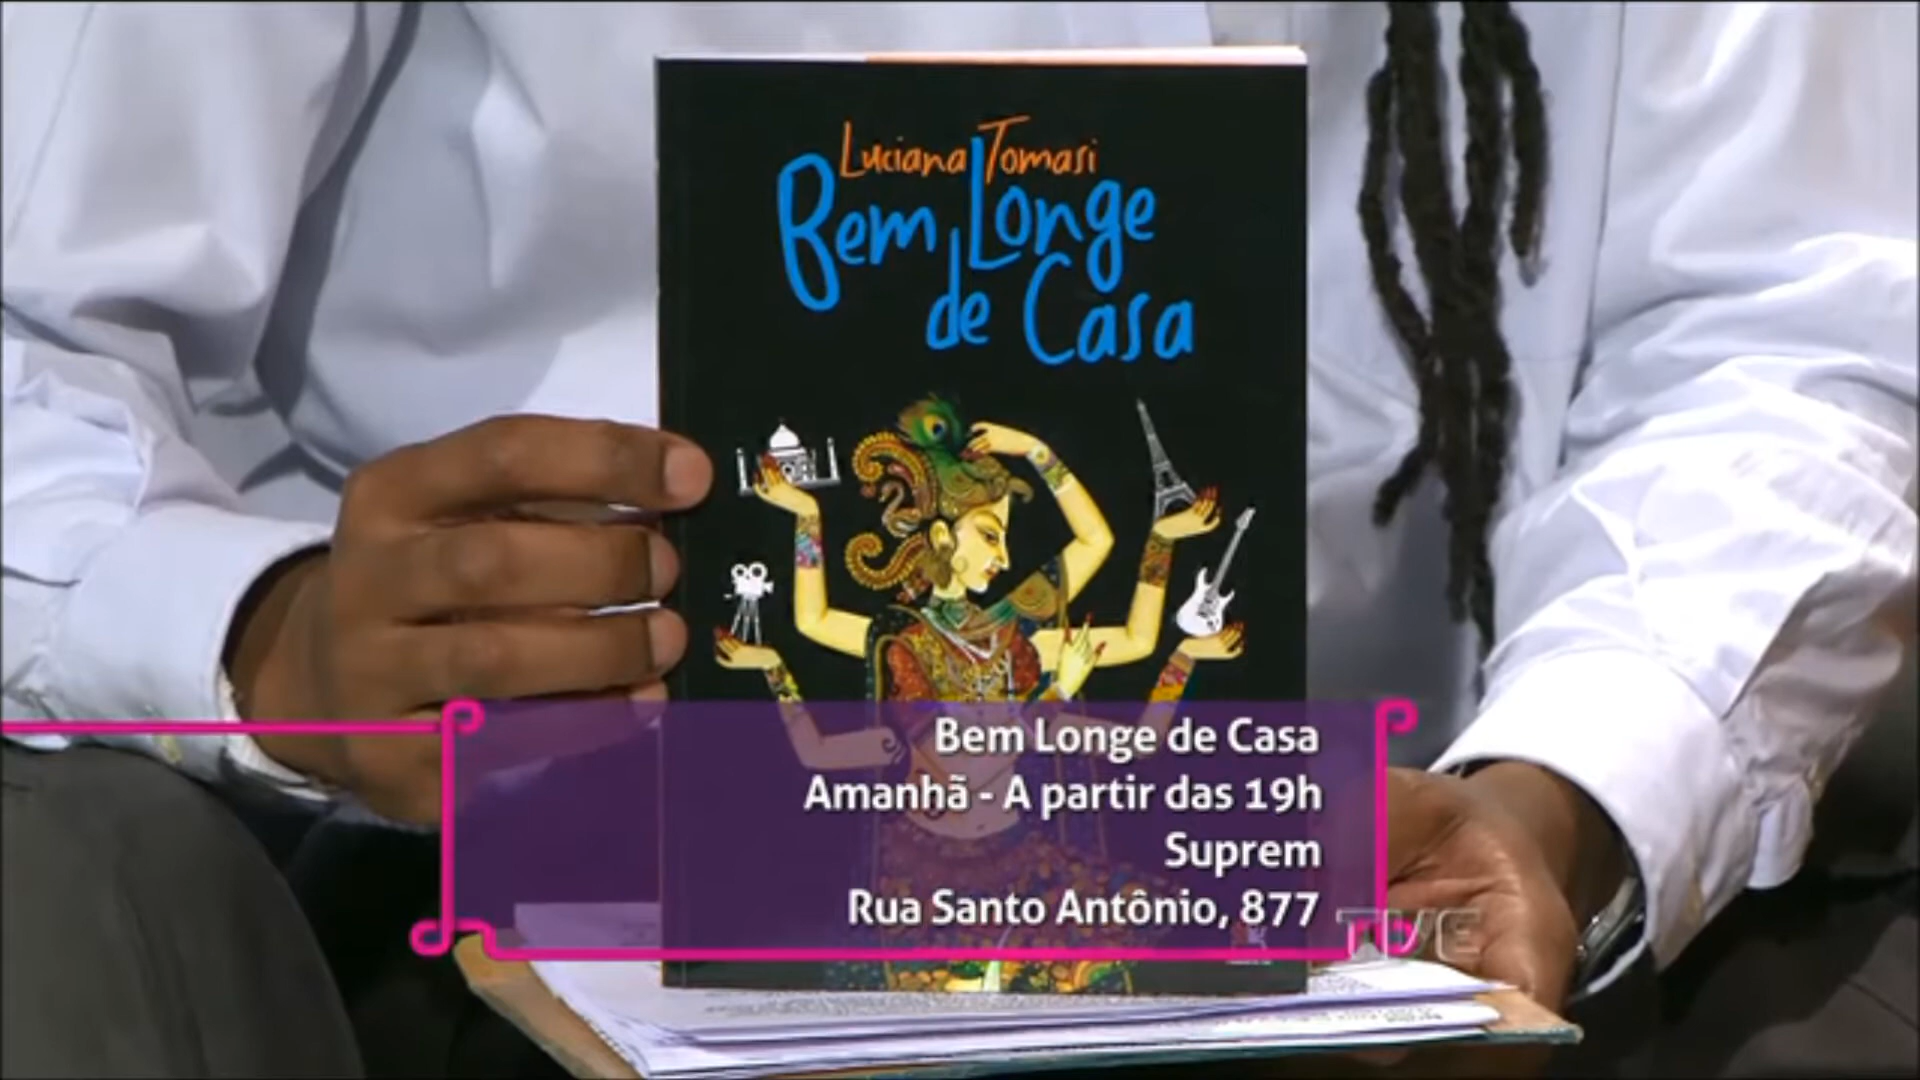 Luciana Tomasi
Bem Longe
de Casa
Bem Longe de Casa
Amanhã - A partir das 19h
Suprem
Rua Santo Antônio, 877
TVE